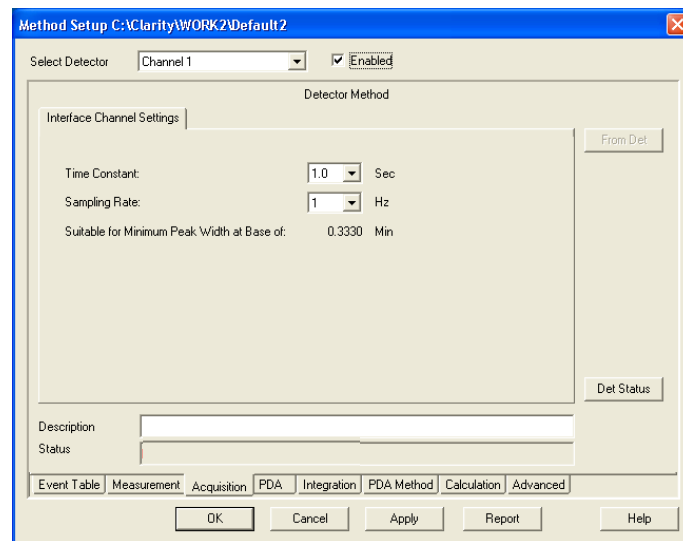 Method Setup C:\Clarity\WORK2\Default2
Select Detector Channel 1 Enabled
Detector Method
Interface Channel Settings
From Det
Time Constant: 1.0 Sec
Sampling Rate: 1 Hz
Suitable for Minimum Peak Width at Base of: 0.3330 Min
Det Status
Description
Status
Event Table Measurement Acquisition PDA Integration PDA Method Calculation Advanced
OK Cancel Apply Report Help